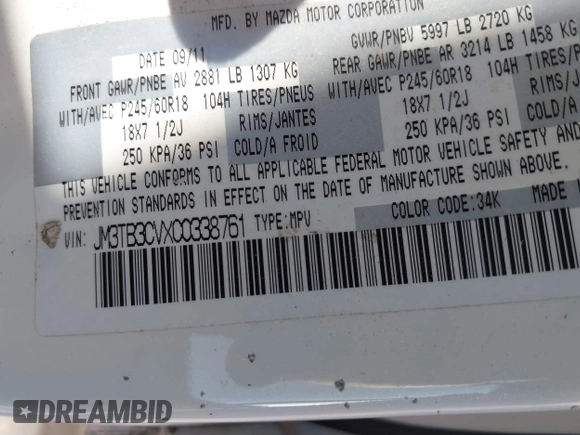 MFD. BY MAZDA MOTOR CORPORATION
DATE 09/11 GVWR/PNBV 5997 LB 2720 KG
FRONT GAWR/PNBE AV 2881 LB 1307 KG REAR GAWR/PNBE AR 3214 LB 1458 KG
WITH/AVEC P245/60R18 104H TIRES/PNEUS WITH/AVEC P245/60R18 104H TIRES/
18X7 1/2J RIMS/JANTES 18X7 1/2J RIMS/
250 KPA/36 PSI COLD/A FROID 250 KPA/36 PSI COLD/
THIS VEHICLE CONFORMS TO ALL APPLICABLE FEDERAL MOTOR VEHICLE SAFETY AND
PREVENTION STANDARDS IN EFFECT ON THE DATE OF MANUFACTURE SHOWN ABOVE.
VIN: JM3TB3CVXC0338761 TYPE:MPV COLOR CODE:34K MADE
DREAMBID